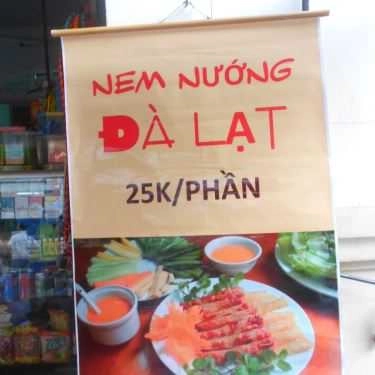 NEM NƯỚNG
ĐÀ LẠT
25K/PHẦN